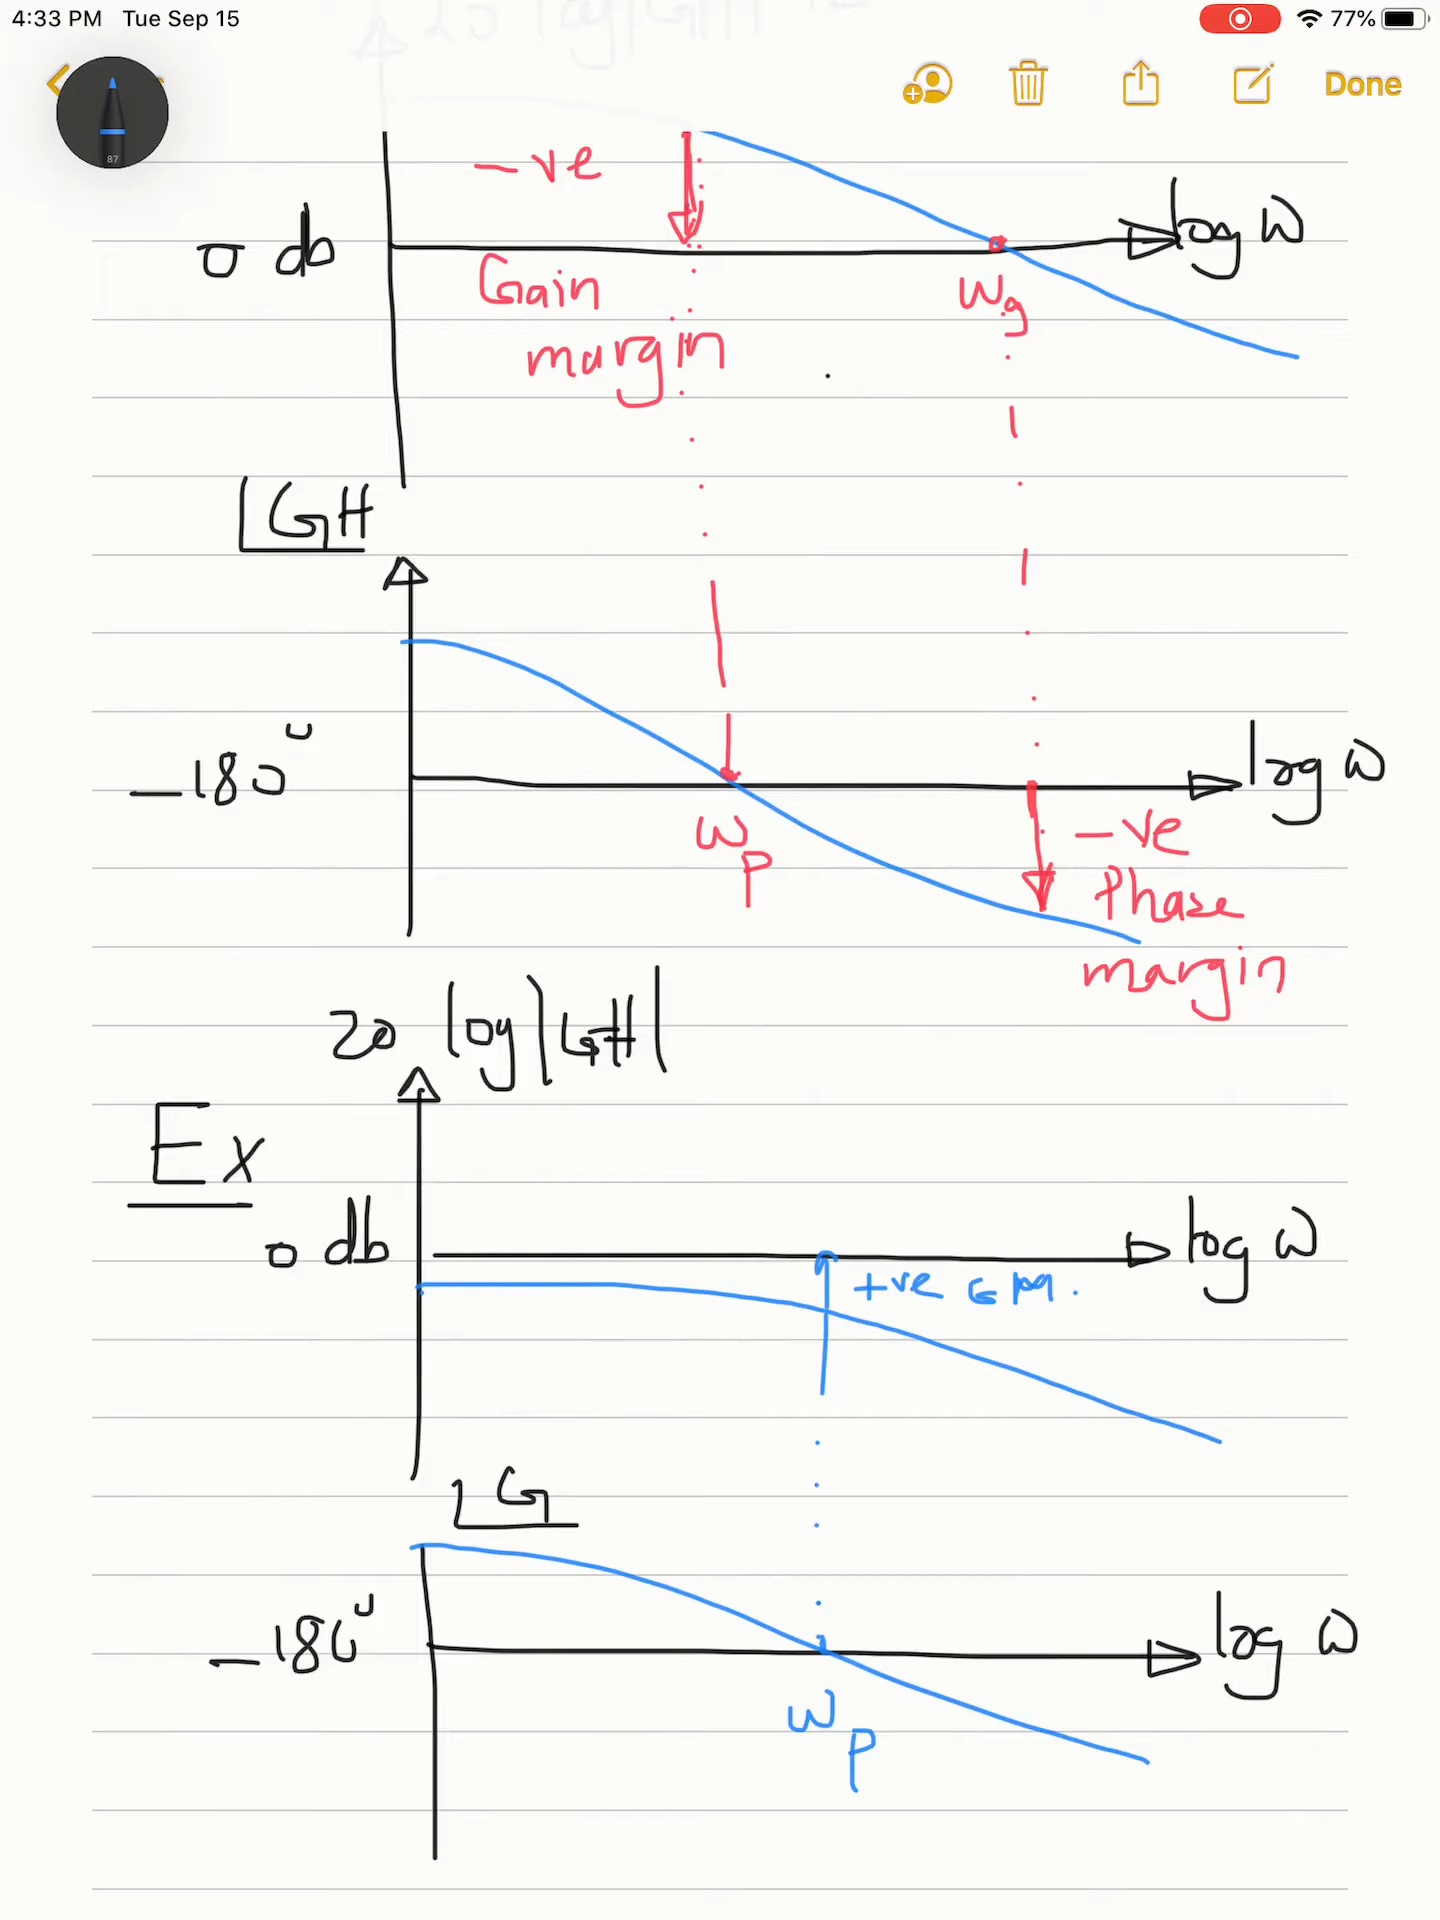 4:33 PM Tue Sep 15
77%
Done
87
-ve
0 db
log ω
Gain
margin
ωg
∠GH
-180°
log ω
ωp
-ve
Phase
margin
20 log|GH|
Ex
0 db
log ω
+ve G
∠G
-180°
log ω
ωp